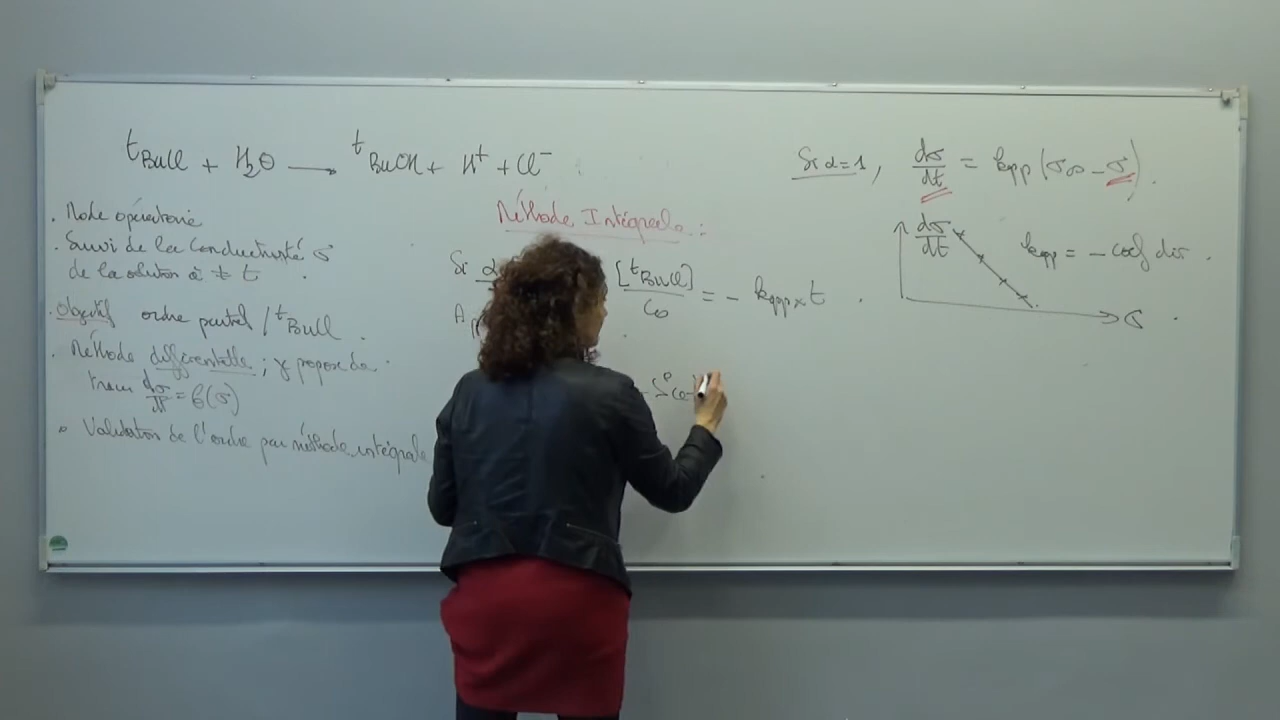 tBuCl + H₂O → tBuOH + H⁺ + Cl⁻
. Mode opératoire
. Suivi de la Conductivité σ
de la solution à ≠ t .
. Objectif ordre partiel / tBuCl .
. Méthode différentielle ; γ propose de
tracer dσ/dt = f(σ)
. Validation de l'ordre par méthode intégrale
Méthode Intégrale :
Si α
[tBuCl]/C₀ = - kapp × t .
Ap
Si α = 1, dσ/dt = kapp (σ∞ - σ) .
dσ/dt
kapp = - coef dir .
σ .